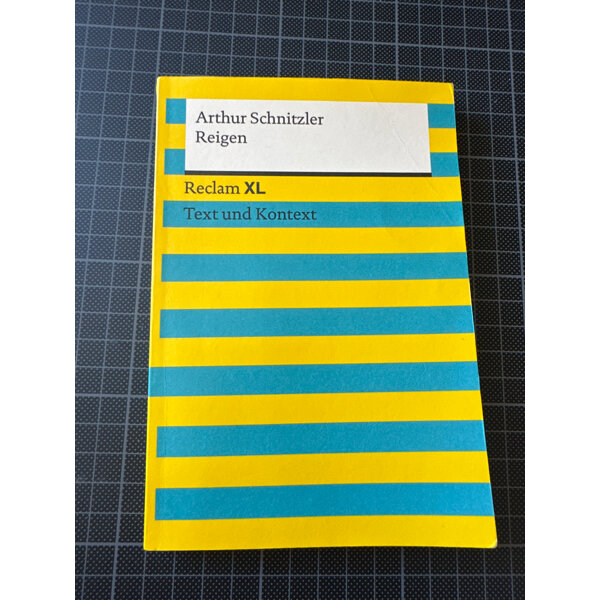 Arthur Schnitzler
Reigen
Reclam XL
Text und Kontext